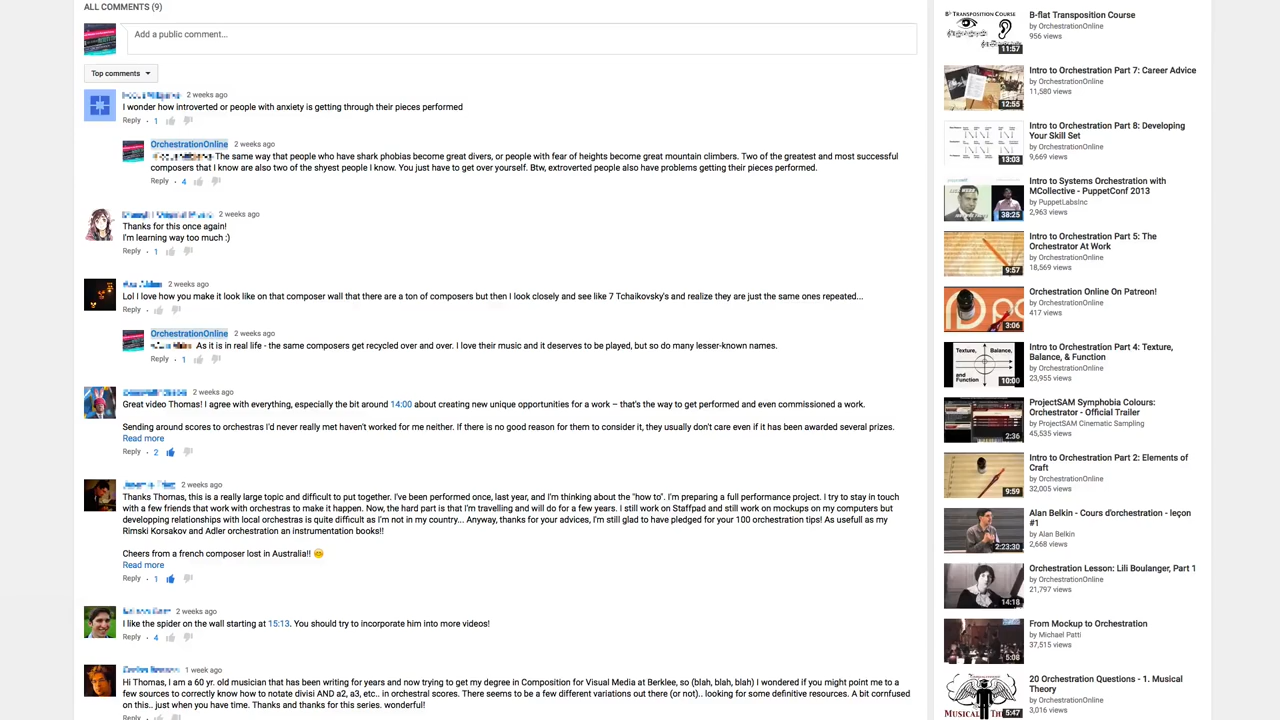 ALL COMMENTS (9)
Add a public comment...
Top comments
2 weeks ago
I wonder how introverted or people with anxiety is getting through their pieces performed
Reply · 1
OrchestrationOnline 2 weeks ago
The same way that people who have shark phobias become great divers, or people with fear of heights become great mountain climbers. Two of the greatest and most successful
composers that I know are also two of the shyest people I know. You just have to get over yourself. Btw, extroverted people also have problems getting their pieces performed.
Reply · 4
2 weeks ago
Thanks for this once again!
I'm learning way too much :)
Reply · 1
2 weeks ago
Lol I love how you make it look like on that composer wall that there are a ton of composers but then I look closely and see like 7 Tchaikovsky's and realize they are just the same ones repeated...
Reply ·
OrchestrationOnline 2 weeks ago
As it is in real life - the same composers get recycled over and over. I love their music and it deserves to be played, but so do many lesser-known names.
Reply · 1
2 weeks ago
Great video Thomas! I agree with everything, especially the bit around 14:00 about creating new unique opportunities for a work – that's the way to get performed and even commissioned a work.
Sending around scores to orchestras I've never really met haven't worked for me neither. If there is no good reason for them to consider it, they usually don't care even if it has been awarded several prizes.
Read more
Reply · 2
2 weeks ago
Thanks Thomas, this is a really large topic and difficult to gather. I've been performed once, last year, and I'm thinking about the "how to". I'm preparing a full performance project. I try to stay in touch
with a few friends that work with orchestras to make it happen. Now, the hard part is that I'm travelling and will do for a few years. I still work on Staffpad and still work on mockups on my computers but
developping relationships with local orchestras is quite difficult as I'm not in my country... Anyway, thanks for your advices, I'm still glad to have pledged for your 100 orchestration tips! As usefull as my
Rimski Korsakov and Adler orchestration an instrumentation books!!
Cheers from a french composer lost in Australia!!
Read more
Reply · 1
2 weeks ago
I like the spider on the wall starting at 15:13. You should try to incorporate him into more videos!
Reply · 4
1 week ago
Hi Thomas, I am a 60 yr. old musician that has been writing for years and now trying to get my degree in Composition for Visual Media at Berklee, so (blah, blah, blah) I wondered if you might point me to a
few sources to correctly know how to notes divisi AND a2, a3, etc.. in orchestral scores. There seems to be a few different variations out there (or not).. looking for some definitive resources. A bit cornfused
on this.. just when you have time. Thanks and thanks for the series. wonderful!
Reply ·
B♭ TRANSPOSITION COURSE
11:57
B-flat Transposition Course
by OrchestrationOnline
956 views
12:55
Intro to Orchestration Part 7: Career Advice
by OrchestrationOnline
11,580 views
13:03
Intro to Orchestration Part 8: Developing
Your Skill Set
by OrchestrationOnline
9,669 views
38:25
Intro to Systems Orchestration with
MCollective - PuppetConf 2013
by PuppetLabsInc
2,963 views
9:57
Intro to Orchestration Part 5: The
Orchestrator At Work
by OrchestrationOnline
18,569 views
3:06
Orchestration Online On Patreon!
by OrchestrationOnline
417 views
Texture, Balance,
and
Function
10:00
Intro to Orchestration Part 4: Texture,
Balance, & Function
by OrchestrationOnline
23,955 views
2:36
ProjectSAM Symphobia Colours:
Orchestrator - Official Trailer
by ProjectSAM Cinematic Sampling
45,535 views
9:59
Intro to Orchestration Part 2: Elements of
Craft
by OrchestrationOnline
32,005 views
2:23:30
Alan Belkin - Cours d'orchestration - leçon
#1
by Alan Belkin
2,668 views
14:18
Orchestration Lesson: Lili Boulanger, Part 1
by OrchestrationOnline
21,797 views
5:08
From Mockup to Orchestration
by Michael Patti
37,515 views
MUSICAL
5:47
20 Orchestration Questions - 1. Musical
Theory
by OrchestrationOnline
3,016 views